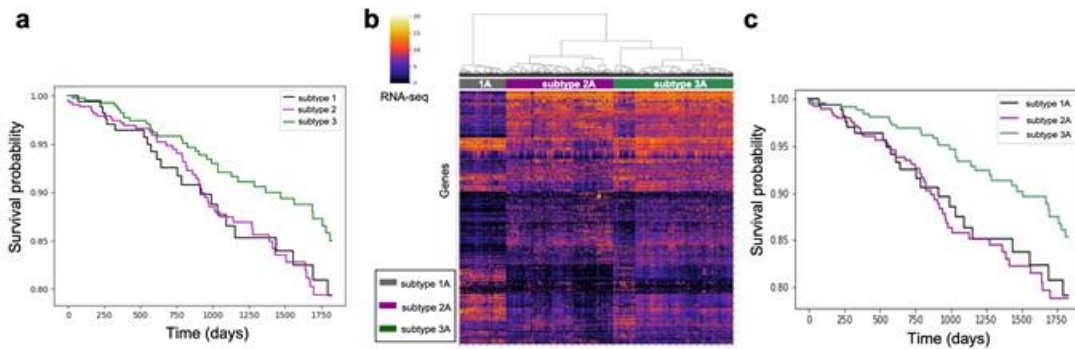 a
Survival probability
1.00
0.95
0.90
0.85
0.80
subtype 1
subtype 2
subtype 3
0 250 500 750 1000 1250 1500 1750
Time (days)
b
20
15
10
5
0
RNA-seq
1A subtype 2A subtype 3A
Genes
subtype 1A
subtype 2A
subtype 3A
c
Survival probability
1.00
0.95
0.90
0.85
0.80
subtype 1A
subtype 2A
subtype 3A
0 250 500 750 1000 1250 1500 1750
Time (days)